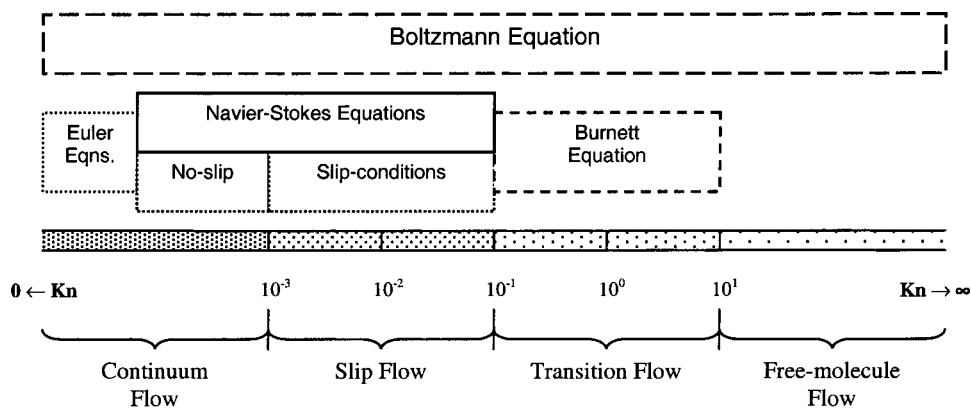 Boltzmann Equation
Euler
Eqns.
Navier-Stokes Equations
No-slip
Slip-conditions
Burnett
Equation
0 ← Kn 10⁻³ 10⁻² 10⁻¹ 10⁰ 10¹ Kn → ∞
Continuum
Flow
Slip Flow
Transition Flow
Free-molecule
Flow